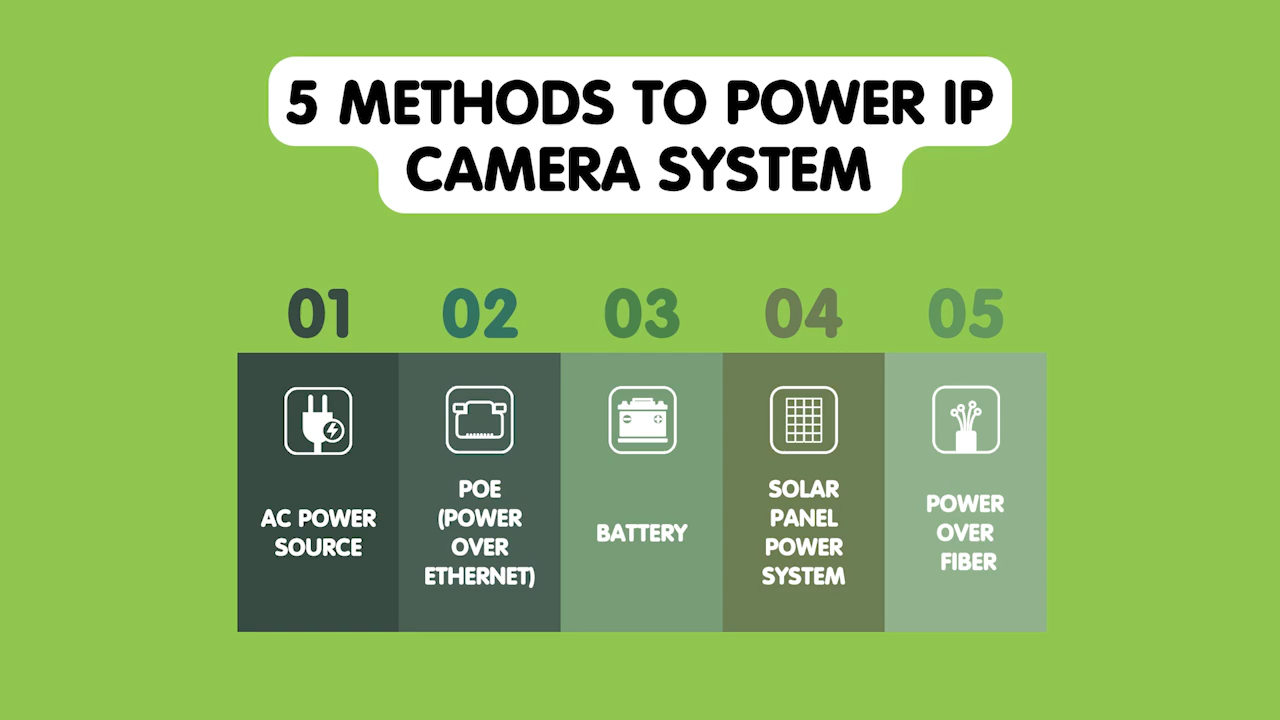 5 METHODS TO POWER IP
CAMERA SYSTEM
01
02
03
04
05
AC POWER
SOURCE
POE
(POWER
OVER
ETHERNET)
BATTERY
SOLAR
PANEL
POWER
SYSTEM
POWER
OVER
FIBER